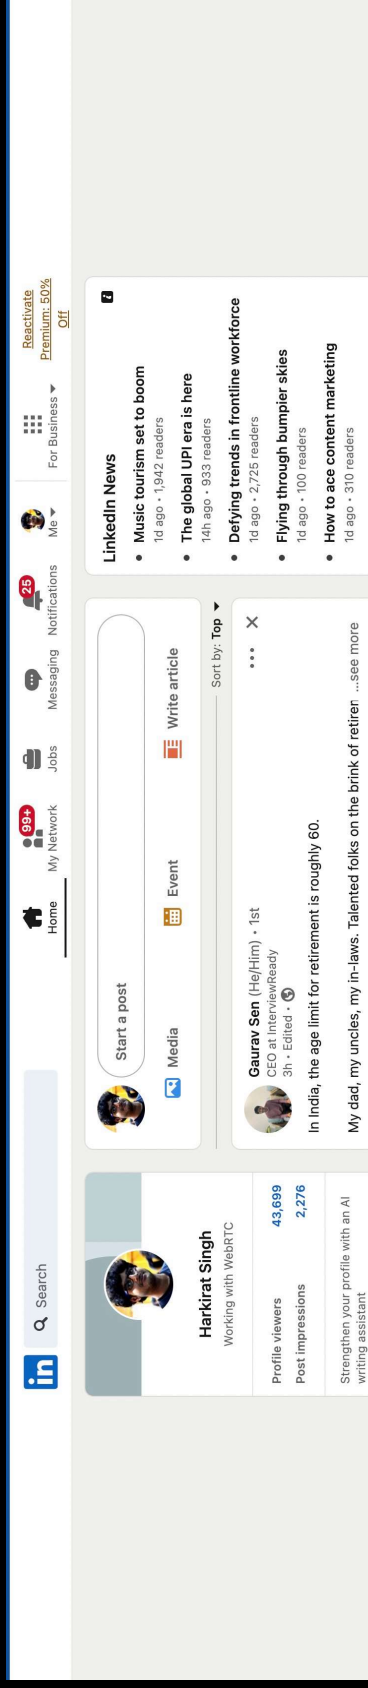 in
Search
Home
99+
My Network
Jobs
Messaging
25
Notifications
Me
For Business
Reactivate
Premium: 50%
Off
Harkirat Singh
Working with WebRTC
Profile viewers 43,699
Post impressions 2,276
Strengthen your profile with an AI
writing assistant
Start a post
Media
Event
Write article
Sort by: Top
Gaurav Sen (He/Him) • 1st
CEO at InterviewReady
3h • Edited •
In India, the age limit for retirement is roughly 60.
My dad, my uncles, my in-laws. Talented folks on the brink of retirer ...see more
LinkedIn News
• Music tourism set to boom
1d ago • 1,942 readers
• The global UPI era is here
14h ago • 933 readers
• Defying trends in frontline workforce
1d ago • 2,725 readers
• Flying through bumpier skies
1d ago • 100 readers
• How to ace content marketing
1d ago • 310 readers